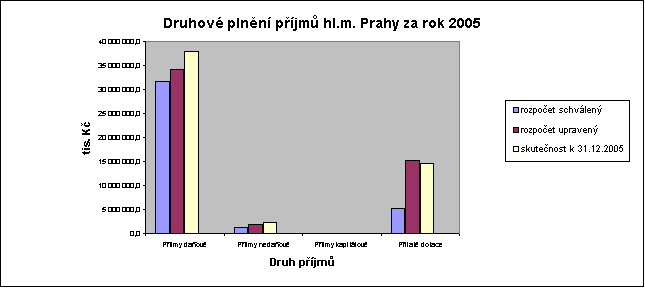 Druhové plnění příjmů hl.m. Prahy za rok 2005
40 000 000,0
35 000 000,0
30 000 000,0
25 000 000,0
20 000 000,0
15 000 000,0
10 000 000,0
5 000 000,0
0,0
tis. Kč
Příjmy daňové
Příjmy nedaňové
Příjmy kapitálové
Přijaté dotace
Druh příjmů
rozpočet schválený
rozpočet upravený
skutečnost k 31.12.2005